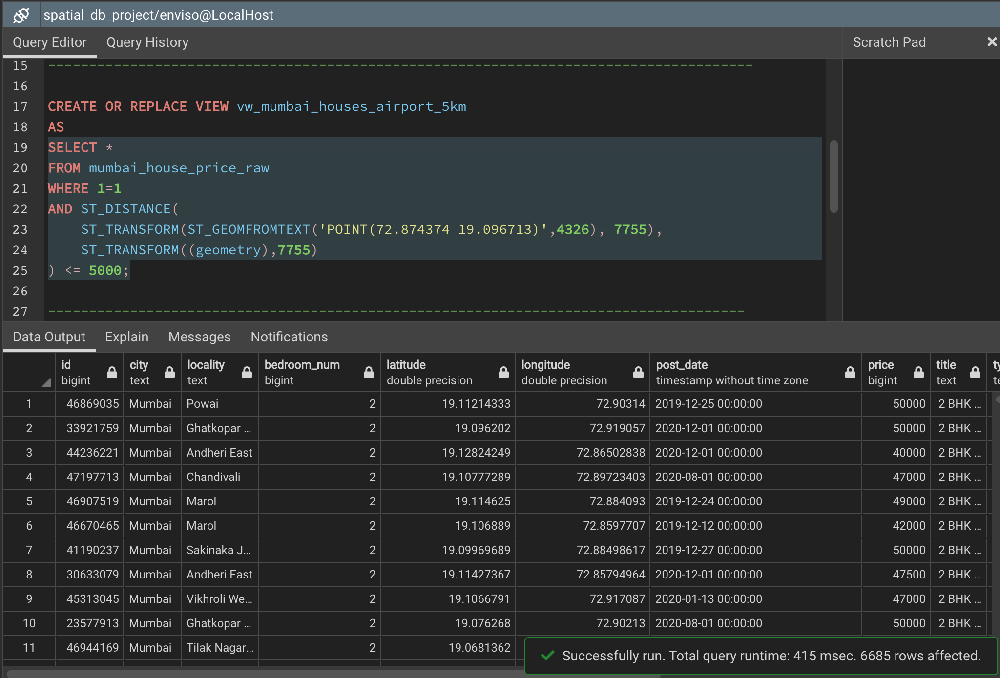 spatial_db_project/enviso@LocalHost
Query Editor Query History Scratch Pad
15 --------------------------------------------------------------------------------------
16
17 CREATE OR REPLACE VIEW vw_mumbai_houses_airport_5km
18 AS
19 SELECT *
20 FROM mumbai_house_price_raw
21 WHERE 1=1
22 AND ST_DISTANCE(
23     ST_TRANSFORM(ST_GEOMFROMTEXT('POINT(72.874374 19.096713)',4326), 7755),
24     ST_TRANSFORM((geometry),7755)
25 ) <= 5000;
26
27 -------------------------------------------------------------------------------------
Data Output Explain Messages Notifications
id city locality bedroom_num latitude longitude post_date price title ty
bigint text text bigint double precision double precision timestamp without time zone bigint text te
1 46869035 Mumbai Powai 2 19.11214333 72.90314 2019-12-25 00:00:00 50000 2 BHK ...
2 33921759 Mumbai Ghatkopar ... 2 19.096202 72.919057 2020-12-01 00:00:00 50000 2 BHK ...
3 44236221 Mumbai Andheri East 2 19.12824249 72.86502838 2020-12-01 00:00:00 40000 2 BHK ...
4 47197713 Mumbai Chandivali 2 19.10777289 72.89723403 2020-08-01 00:00:00 47000 2 BHK ...
5 46907519 Mumbai Marol 2 19.114625 72.884093 2019-12-24 00:00:00 49000 2 BHK ...
6 46670465 Mumbai Marol 2 19.106889 72.8597707 2019-12-12 00:00:00 42000 2 BHK ...
7 41190237 Mumbai Sakinaka J... 2 19.09969689 72.88498617 2019-12-27 00:00:00 50000 2 BHK ...
8 30633079 Mumbai Andheri East 2 19.11427367 72.85794964 2020-12-01 00:00:00 47500 2 BHK ...
9 45313045 Mumbai Vikhroli We... 2 19.1066791 72.917087 2020-01-13 00:00:00 47000 2 BHK ...
10 23577913 Mumbai Ghatkopar ... 2 19.076268 72.90213 2020-08-01 00:00:00 50000 2 BHK ...
11 46944169 Mumbai Tilak Nagar... 2 19.0681362
Successfully run. Total query runtime: 415 msec. 6685 rows affected.